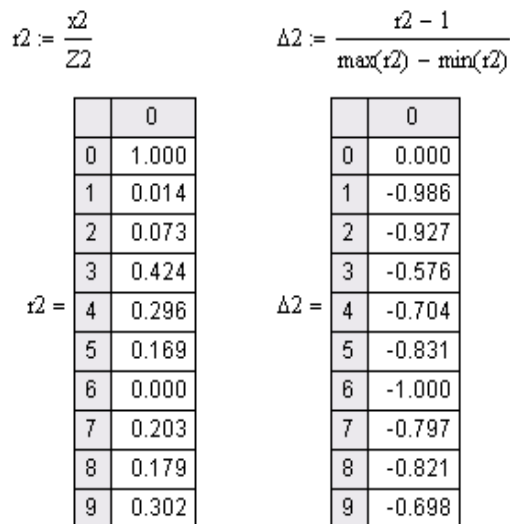 r2 := x2 / Z2    Δ2 := r2 − 1 / max(r2) − min(r2)
0    0
0 1.000    0 0.000
1 0.014    1 -0.986
2 0.073    2 -0.927
3 0.424    3 -0.576
r2 = 4 0.296    Δ2 = 4 -0.704
5 0.169    5 -0.831
6 0.000    6 -1.000
7 0.203    7 -0.797
8 0.179    8 -0.821
9 0.302    9 -0.698